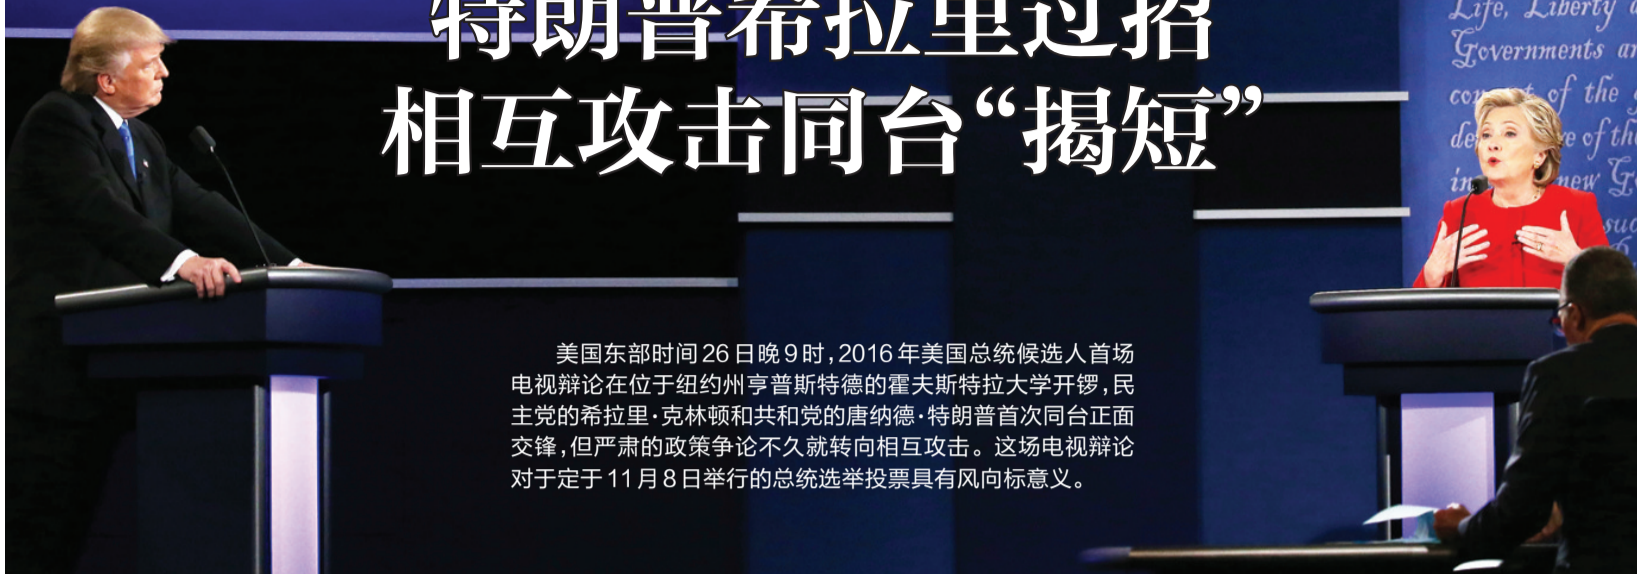 特朗普希拉里过招
相互攻击同台“揭短”
Life, Liberty
Governments
of the
of the
new
美国东部时间26日晚9时，2016年美国总统候选人首场
电视辩论在位于纽约州亨普斯特德的霍夫斯特拉大学开锣，民
主党的希拉里·克林顿和共和党的唐纳德·特朗普首次同台正面
交锋，但严肃的政策争论不久就转向相互攻击。这场电视辩论
对于定于11月8日举行的总统选举投票具有风向标意义。